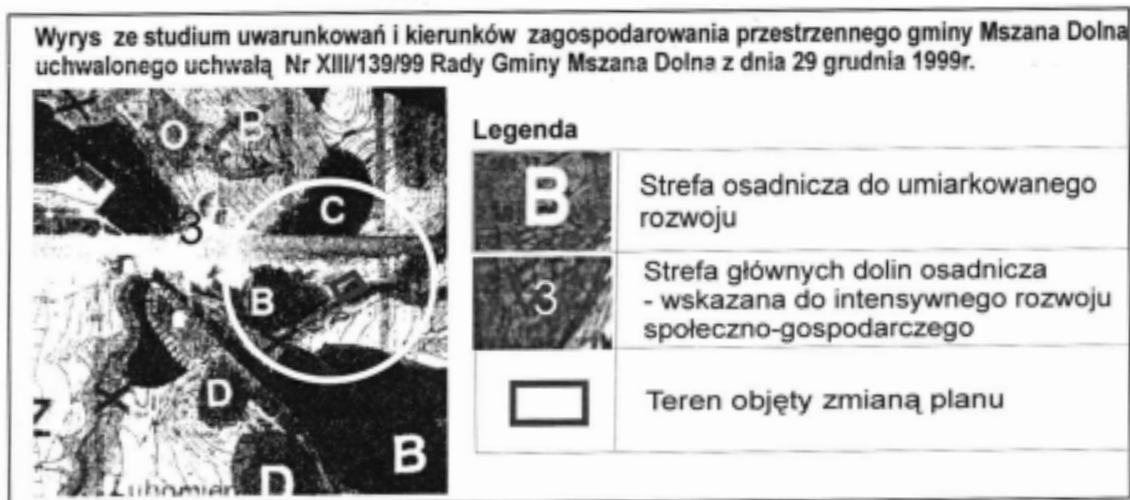 Wyrys ze studium uwarunkowań i kierunków zagospodarowania przestrzennego gminy Mszana Dolna
uchwalonego uchwałą Nr XIII/139/99 Rady Gminy Mszana Dolna z dnia 29 grudnia 1999r.
O
B
C
3
B
D
B
D
Legenda
B
Strefa osadnicza do umiarkowanego
rozwoju
3
Strefa głównych dolin osadnicza
- wskazana do intensywnego rozwoju
społeczno-gospodarczego
Teren objęty zmianą planu